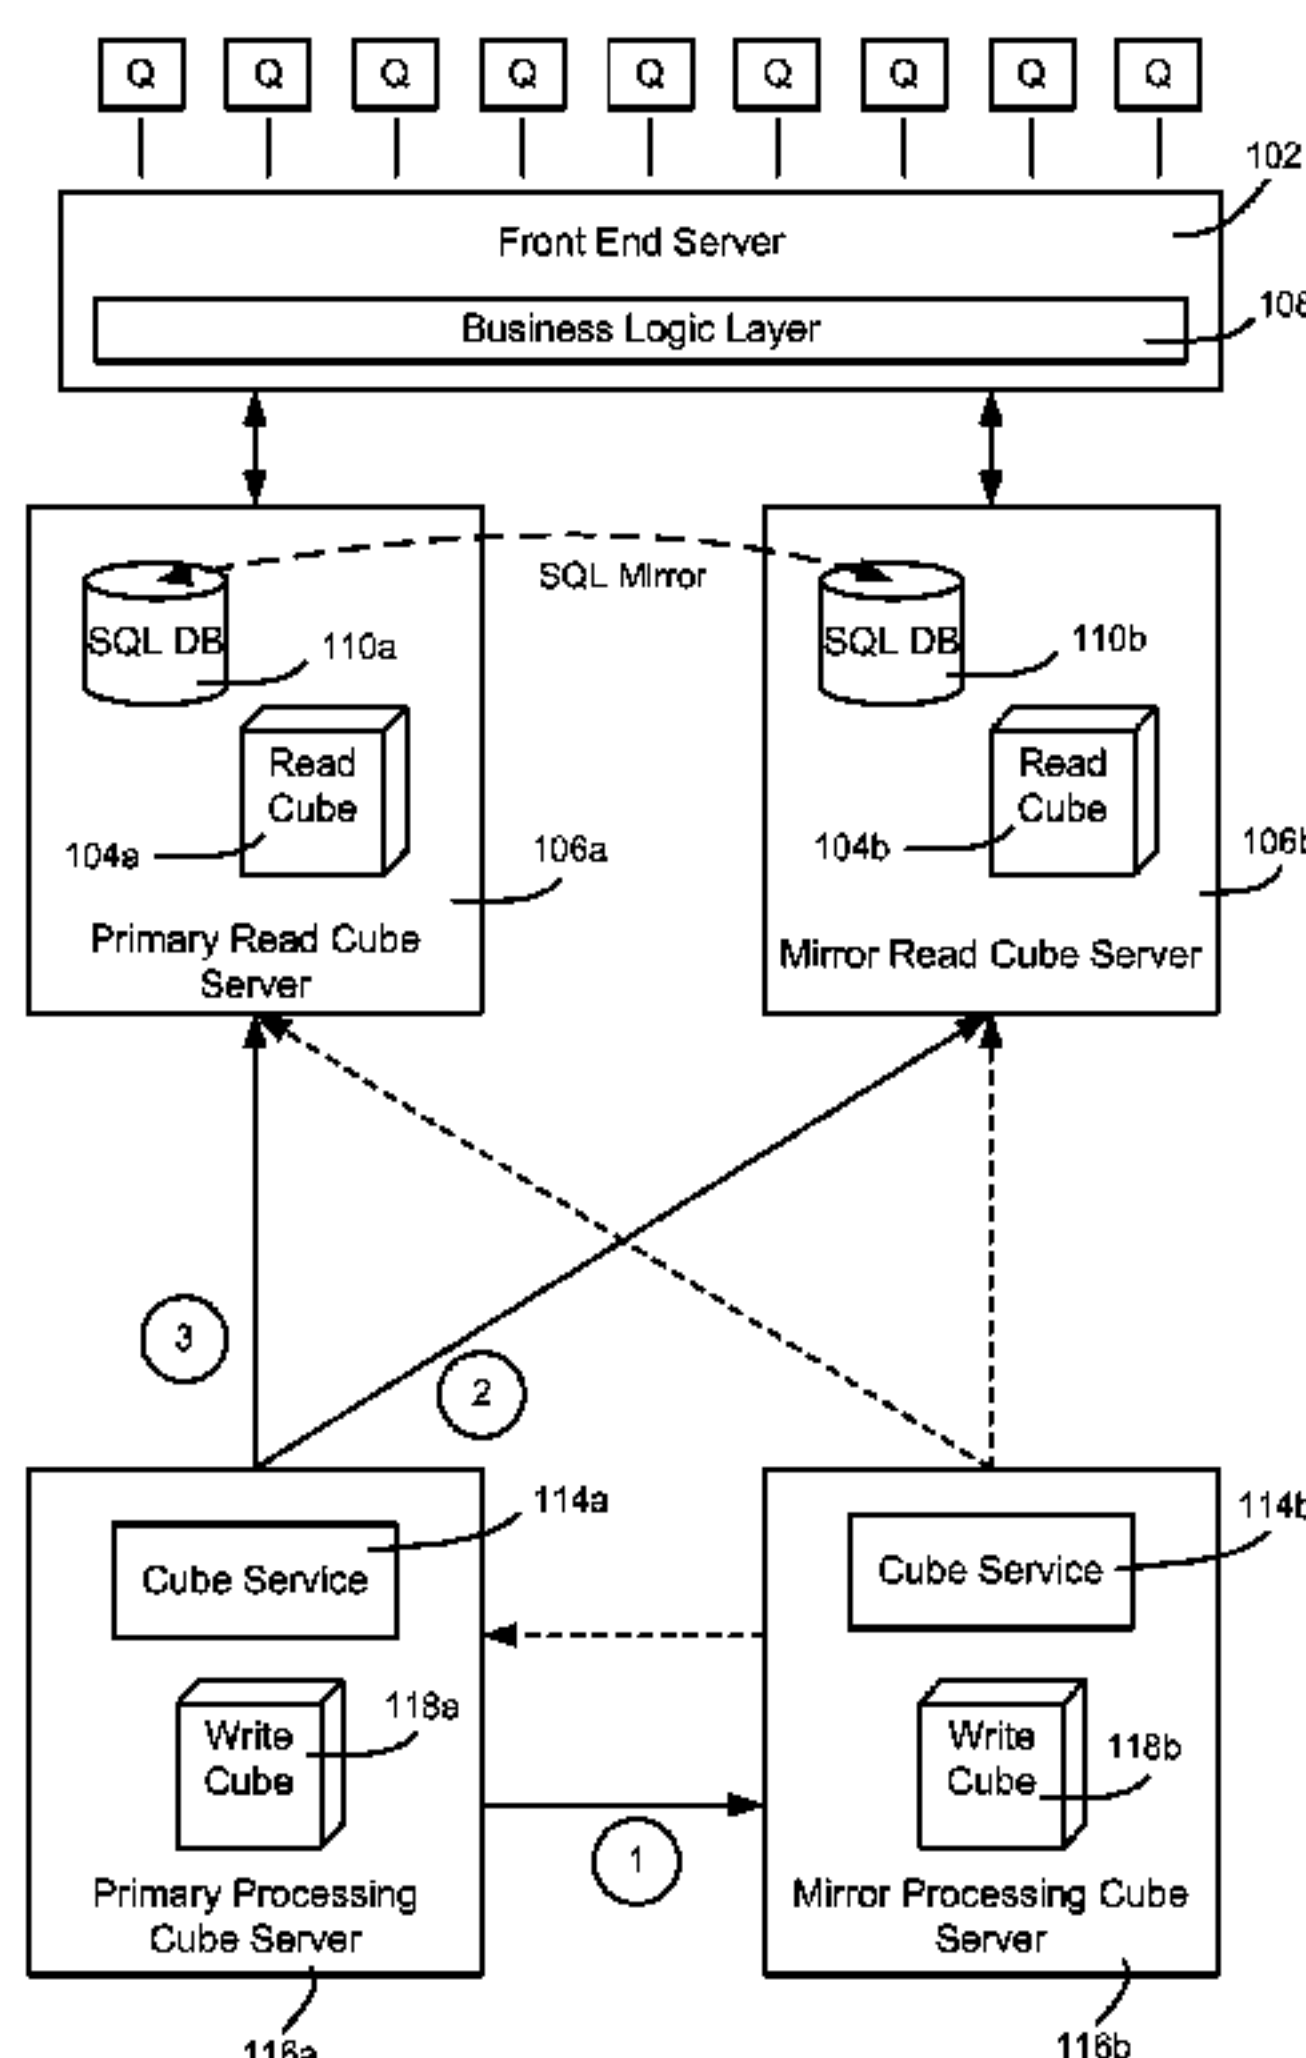 Q Q Q Q Q Q Q Q Q
102
Front End Server
108
Business Logic Layer
SQL Mirror
SQL DB
110a
SQL DB
110b
Read
Cube
104a
106a
Read
Cube
104b
106b
Primary Read Cube
Server
Mirror Read Cube Server
3
2
114a
Cube Service
114b
Cube Service
118a
Write
Cube
Write
Cube
118b
1
Primary Processing
Cube Server
Mirror Processing Cube
Server
116a
116b